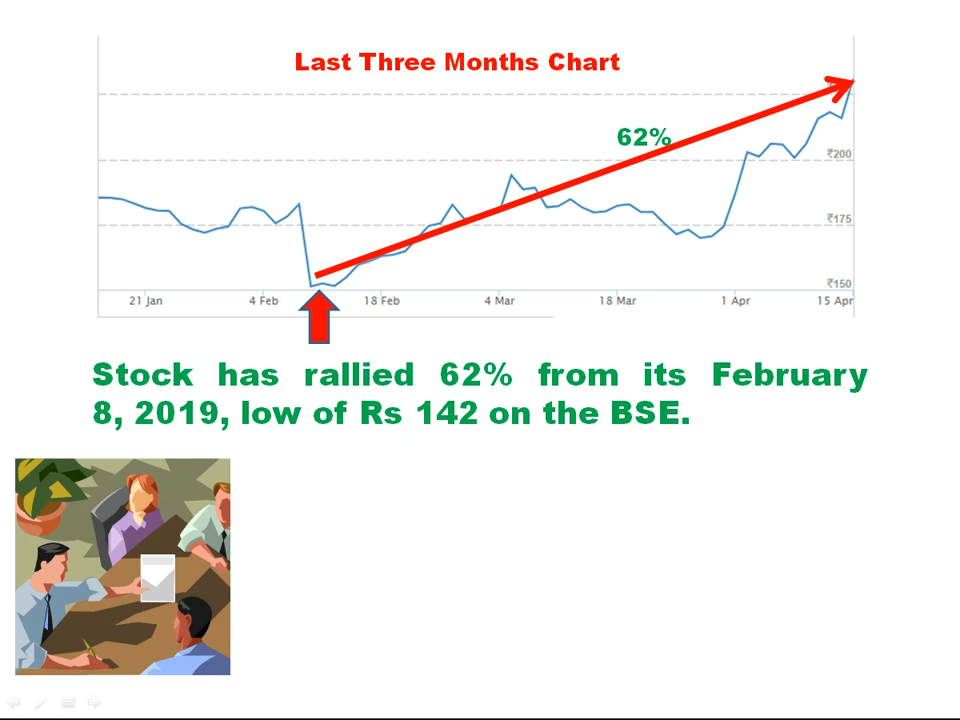 Last Three Months Chart
62%
₹200
₹175
₹150
21 Jan 4 Feb 18 Feb 4 Mar 18 Mar 1 Apr 15 Apr
Stock has rallied 62% from its February
8, 2019, low of Rs 142 on the BSE.